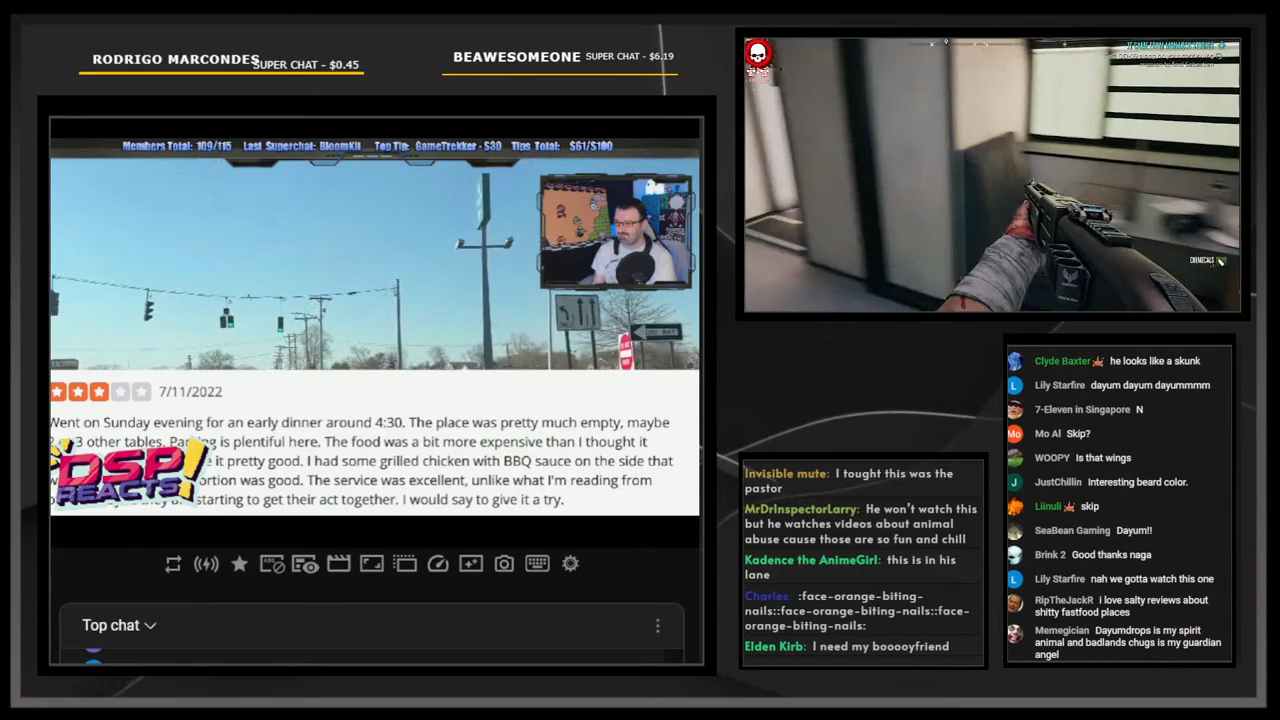 RODRIGO MARCONDES SUPER CHAT - $0.45
BEAWESOMEONE SUPER CHAT - $6.19
Members Total: 109/115 Last Superchat: BloomKit Top Tip: GameTrekker - $30 Tips Total: $61/$100
ONE WAY
7/11/2022
Went on Sunday evening for an early dinner around 4:30. The place was pretty much empty, maybe
3 other tables. Parking is plentiful here. The food was a bit more expensive than I thought it
it pretty good. I had some grilled chicken with BBQ sauce on the side that
portion was good. The service was excellent, unlike what I'm reading from
starting to get their act together. I would say to give it a try.
DSP!
REACTS
Top chat
CHEMICALS
Invisible mute: I tought this was the
pastor
MrDrInspectorLarry: He won't watch this
but he watches videos about animal
abuse cause those are so fun and chill
Kadence the AnimeGirl: this is in his
lane
Charles: :face-orange-biting-
nails::face-orange-biting-nails::face-
orange-biting-nails:
Elden Kirb: I need my booooyfriend
Clyde Baxter he looks like a skunk
L Lily Starfire dayum dayum dayummmm
7-Eleven in Singapore N
Mo Mo Al Skip?
WOOPY Is that wings
J JustChillin Interesting beard color.
Liinuli skip
SeaBean Gaming Dayum!!
Brink 2 Good thanks naga
L Lily Starfire nah we gotta watch this one
RipTheJackR i love salty reviews about
shitty fastfood places
Memegician Dayumdrops is my spirit
animal and badlands chugs is my guardian
angel